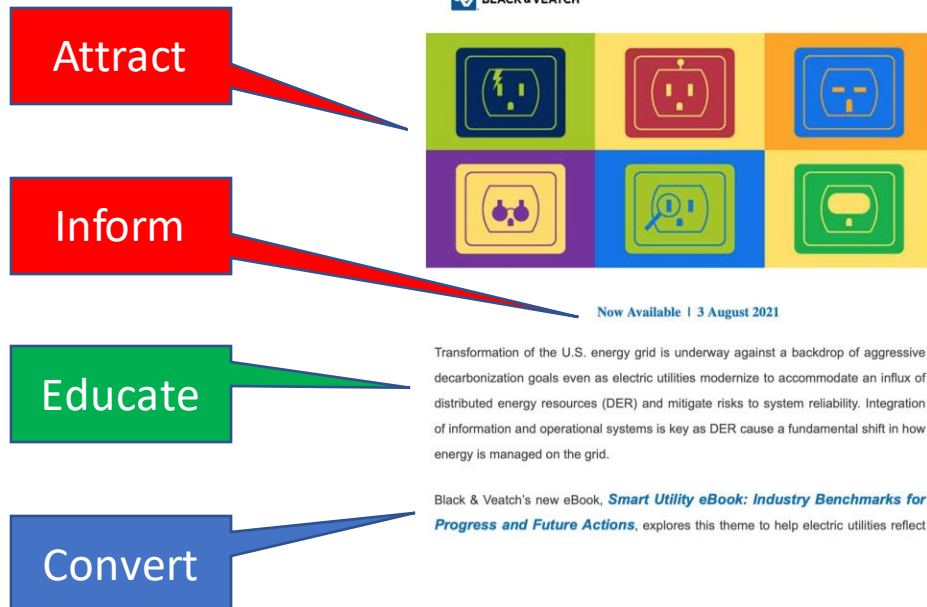 BLACK & VEATCH
Attract
Inform
Now Available | 3 August 2021
Transformation of the U.S. energy grid is underway against a backdrop of aggressive
decarbonization goals even as electric utilities modernize to accommodate an influx of
distributed energy resources (DER) and mitigate risks to system reliability. Integration
of information and operational systems is key as DER cause a fundamental shift in how
energy is managed on the grid.
Educate
Black & Veatch's new eBook, Smart Utility eBook: Industry Benchmarks for
Progress and Future Actions, explores this theme to help electric utilities reflect
Convert